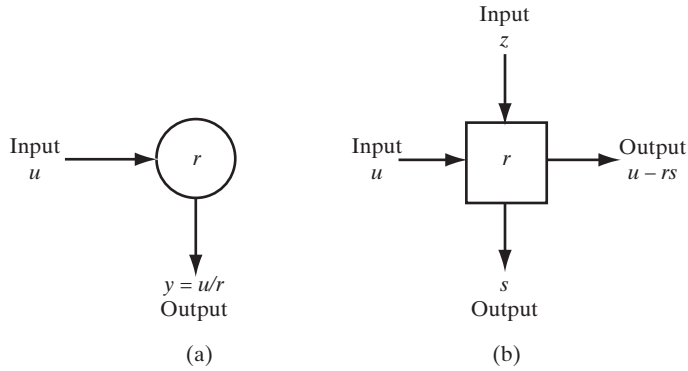 Input
u
r
y = u/r
Output
(a)
Input
z
Input
u
r
Output
u – rs
s
Output
(b)